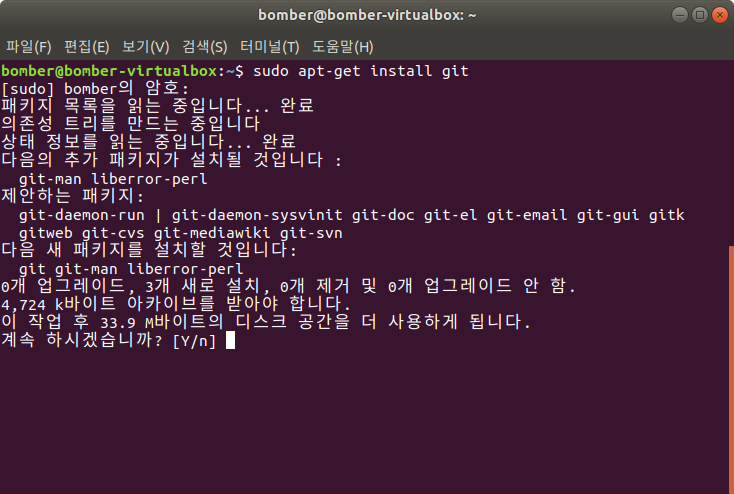 bomber@bomber-virtualbox: ~
파일(F) 편집(E) 보기(V) 검색(S) 터미널(T) 도움말(H)
bomber@bomber-virtualbox:~$ sudo apt-get install git
[sudo] bomber의 암호:
패키지 목록을 읽는 중입니다... 완료
의존성 트리를 만드는 중입니다
상태 정보를 읽는 중입니다... 완료
다음의 추가 패키지가 설치될 것입니다 :
  git-man liberror-perl
제안하는 패키지:
  git-daemon-run | git-daemon-sysvinit git-doc git-el git-email git-gui gitk
  gitweb git-cvs git-mediawiki git-svn
다음 새 패키지를 설치할 것입니다:
  git git-man liberror-perl
0개 업그레이드, 3개 새로 설치, 0개 제거 및 0개 업그레이드 안 함.
4,724 k바이트 아카이브를 받아야 합니다.
이 작업 후 33.9 M바이트의 디스크 공간을 더 사용하게 됩니다.
계속 하시겠습니까? [Y/n]